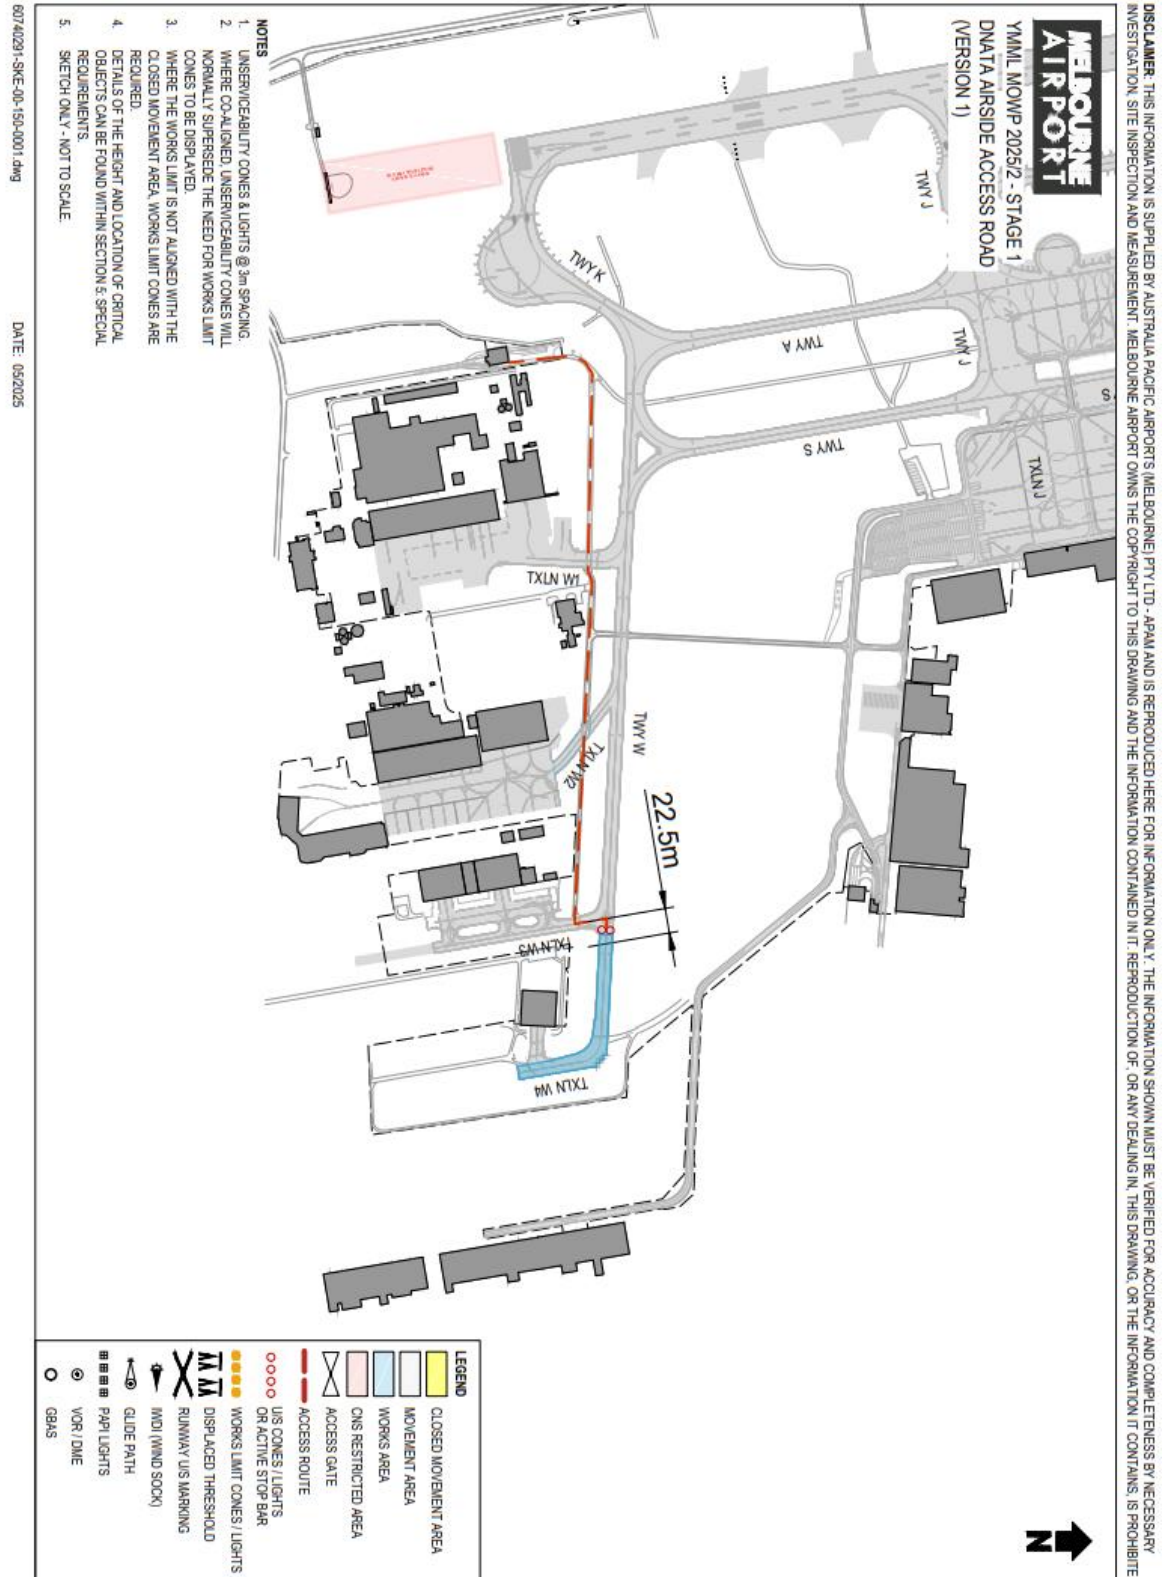 DISCLAIMER: THIS INFORMATION IS SUPPLIED BY AUSTRALIA PACIFIC AIRPORTS (MELBOURNE) PTY LTD - APAM AND IS REPRODUCED HERE FOR INFORMATION ONLY. THE INFORMATION SHOWN MUST BE VERIFIED FOR ACCURACY AND COMPLETENESS BY NECESSARY
INVESTIGATION, SITE INSPECTION AND MEASUREMENT. MELBOURNE AIRPORT OWNS THE COPYRIGHT TO THIS DRAWING AND THE INFORMATION CONTAINED IN IT. REPRODUCTION OF, OR ANY DEALING IN, THIS DRAWING, OR THE INFORMATION IT CONTAINS, IS PROHIBITE
MELBOURNE
AIRPORT
YMML MOWP 2025/2 - STAGE 1
DNATA AIRSIDE ACCESS ROAD
(VERSION 1)
TWY J
TWY J
S
TXLN J
TWY A
TWY S
TWY K
TWY W
TXLN W1
TXLN W2
22.5m
TXLN W3
TXLN W4
N
NOTES
1. UNSERVICEABILITY CONES & LIGHTS @ 3m SPACING.
2. WHERE CO-ALIGNED, UNSERVICEABILITY CONES WILL
NORMALLY SUPERSEDE THE NEED FOR WORKS LIMIT
CONES TO BE DISPLAYED.
3. WHERE THE WORKS LIMIT IS NOT ALIGNED WITH THE
CLOSED MOVEMENT AREA, WORKS LIMIT CONES ARE
REQUIRED.
4. DETAILS OF THE HEIGHT AND LOCATION OF CRITICAL
OBJECTS CAN BE FOUND WITHIN SECTION 5: SPECIAL
REQUIREMENTS.
5. SKETCH ONLY - NOT TO SCALE.
LEGEND
CLOSED MOVEMENT AREA
MOVEMENT AREA
WORKS AREA
CNS RESTRICTED AREA
ACCESS GATE
ACCESS ROUTE
U/S CONES / LIGHTS
OR ACTIVE STOP BAR
WORKS LIMIT CONES / LIGHTS
DISPLACED THRESHOLD
RUNWAY U/S MARKING
IWDI (WIND SOCK)
GLIDE PATH
PAPI LIGHTS
VOR / DME
GBAS
60740291-SKE-00-150-0001.dwg
DATE: 05/2025